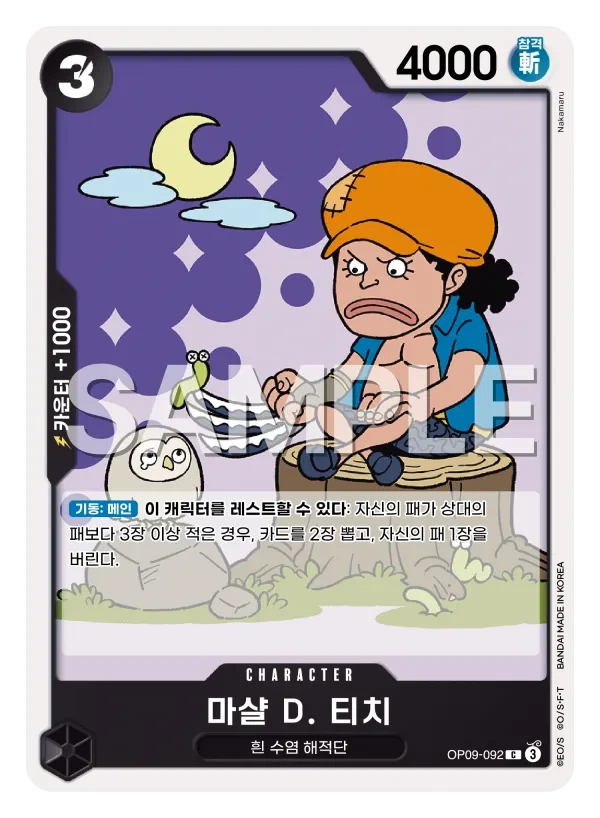 3
4000
참격
斬
Nakamaru
카운터 +1000
SAMPLE
기동: 메인 이 캐릭터를 레스트할 수 있다: 자신의 패가 상대의
패보다 3장 이상 적은 경우, 카드를 2장 뽑고, 자신의 패 1장을
버린다.
CHARACTER
마샬 D. 티치
흰 수염 해적단
OP09-092 C 3
©EO/S ©O/S·F·T BANDAI MADE IN KOREA